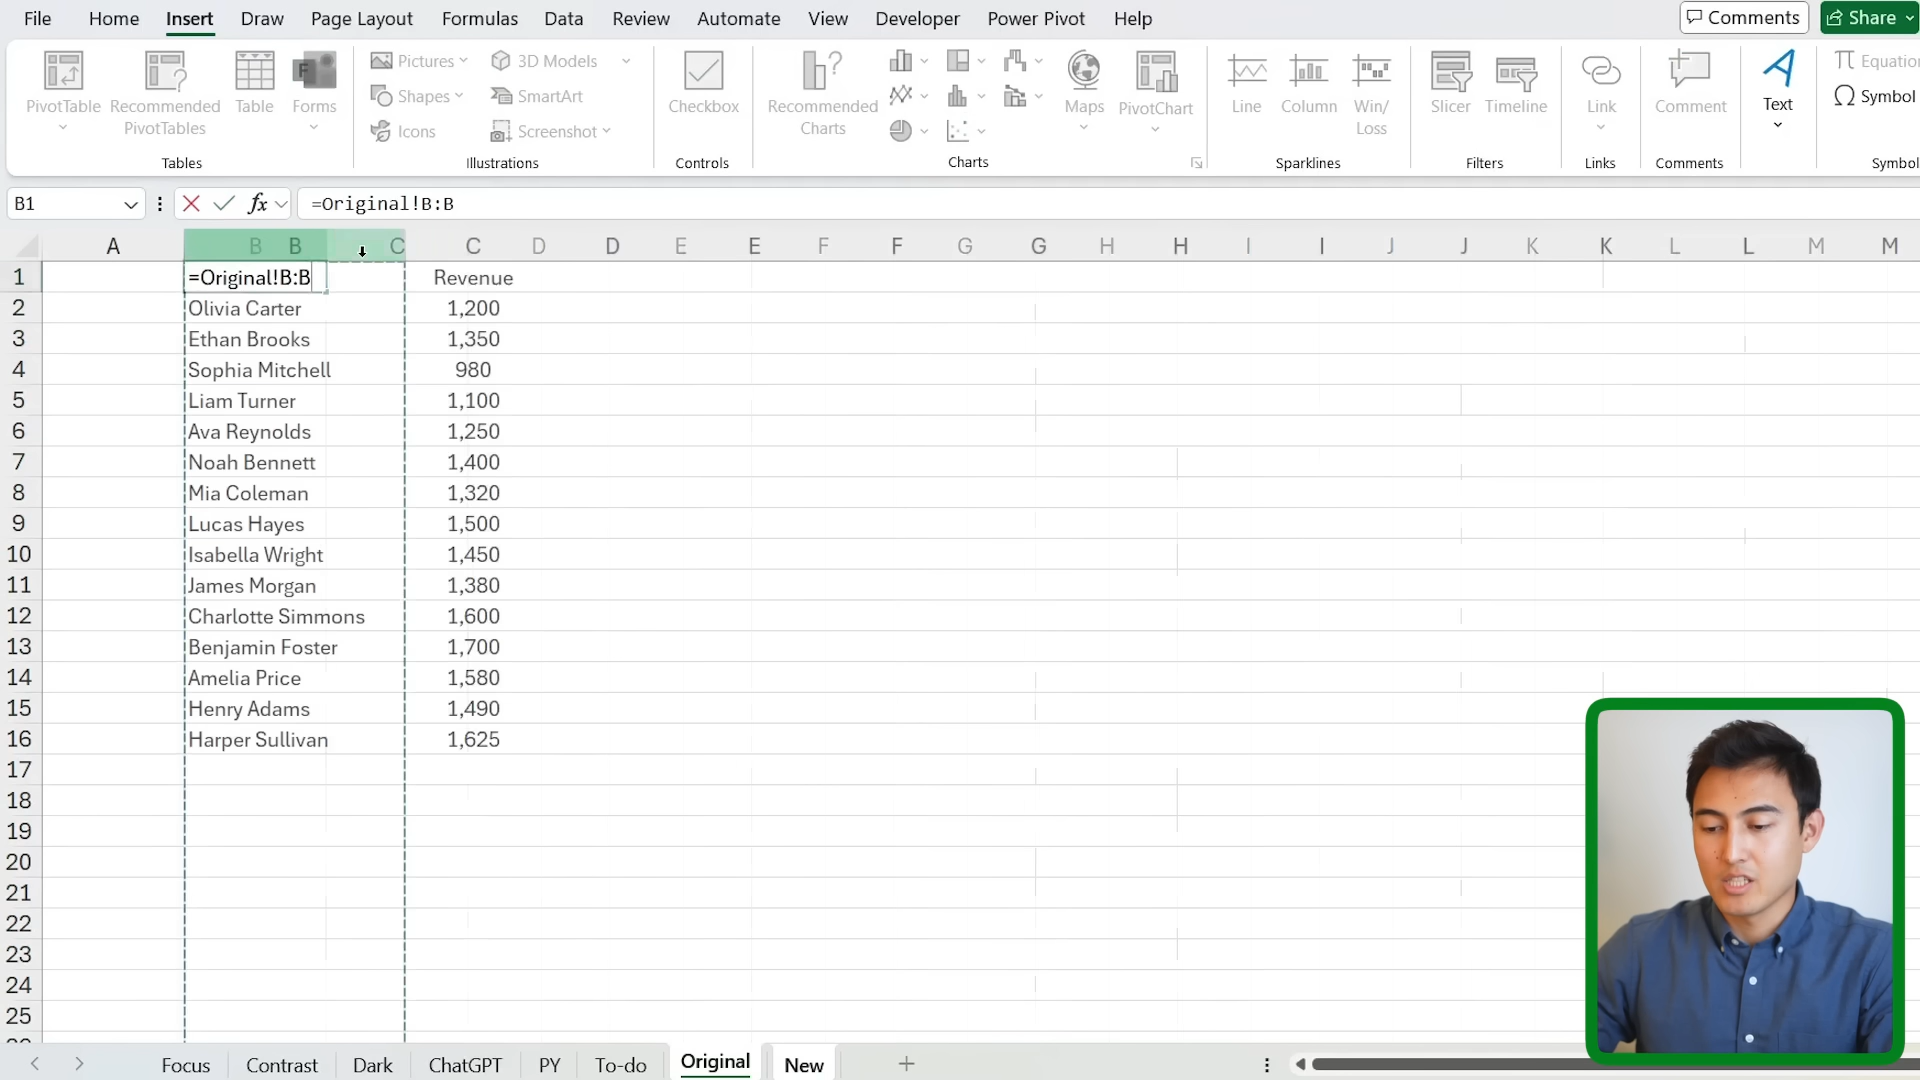 File Home Insert Draw Page Layout Formulas Data Review Automate View Developer Power Pivot Help Comments Share
PivotTable Recommended PivotTables Table Forms
Pictures 3D Models
Shapes SmartArt
Icons Screenshot
Checkbox
Recommended Charts
Maps PivotChart
Line Column Win/Loss
Slicer Timeline
Link
Comment
Text
Equatio
Symbol
Tables Illustrations Controls Charts Sparklines Filters Links Comments Symbol
B1 fx =Original!B:B
A B B C C D D E E F F G G H H I I J J K K L L M M
1 =Original!B:B Revenue
2 Olivia Carter 1,200
3 Ethan Brooks 1,350
4 Sophia Mitchell 980
5 Liam Turner 1,100
6 Ava Reynolds 1,250
7 Noah Bennett 1,400
8 Mia Coleman 1,320
9 Lucas Hayes 1,500
10 Isabella Wright 1,450
11 James Morgan 1,380
12 Charlotte Simmons 1,600
13 Benjamin Foster 1,700
14 Amelia Price 1,580
15 Henry Adams 1,490
16 Harper Sullivan 1,625
17
18
19
20
21
22
23
24
25
Focus Contrast Dark ChatGPT PY To-do Original New